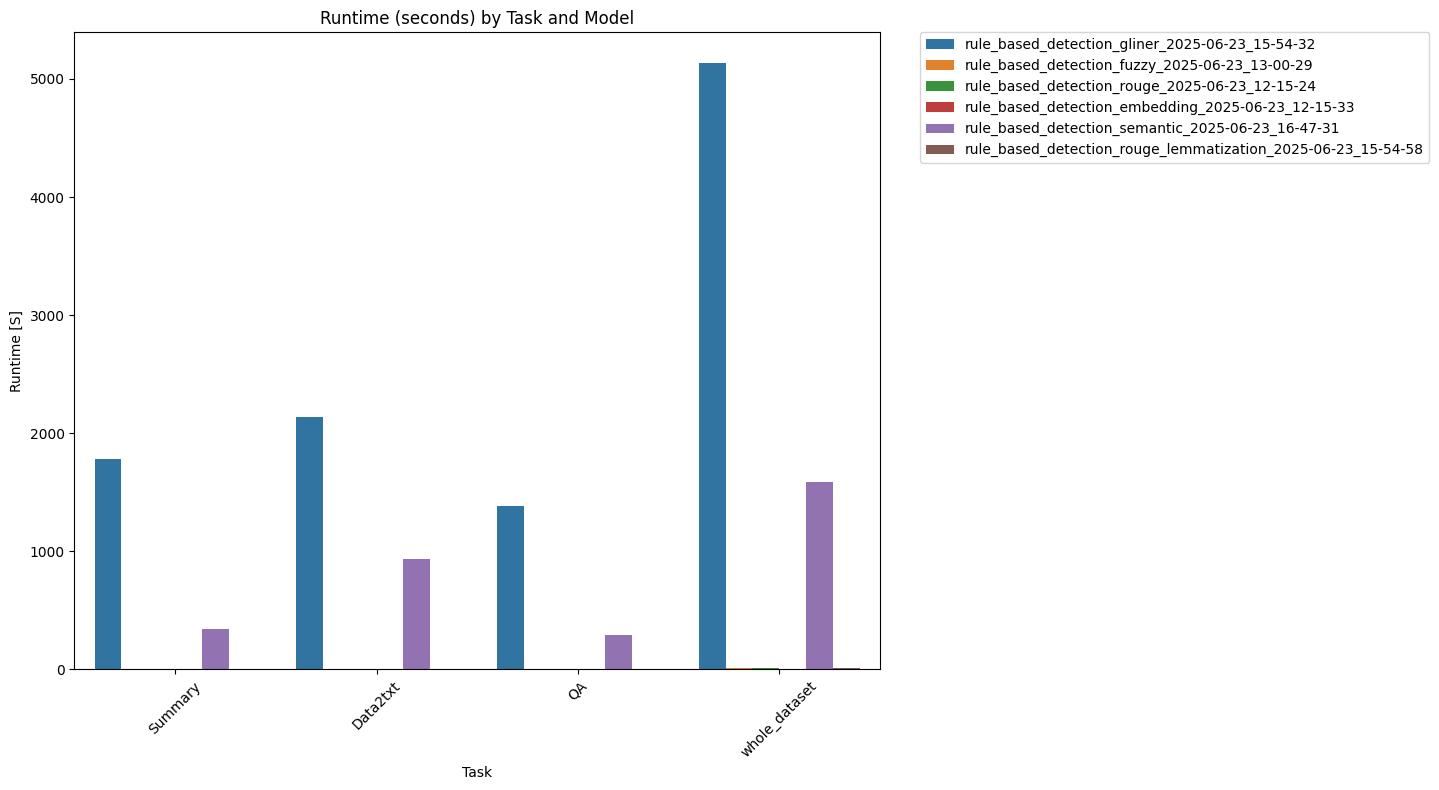 Runtime (seconds) by Task and Model
rule_based_detection_gliner_2025-06-23_15-54-32
rule_based_detection_fuzzy_2025-06-23_13-00-29
rule_based_detection_rouge_2025-06-23_12-15-24
rule_based_detection_embedding_2025-06-23_12-15-33
rule_based_detection_semantic_2025-06-23_16-47-31
rule_based_detection_rouge_lemmatization_2025-06-23_15-54-58
Runtime [S]
5000
4000
3000
2000
1000
0
Summary
Data2txt
QA
whole_dataset
Task